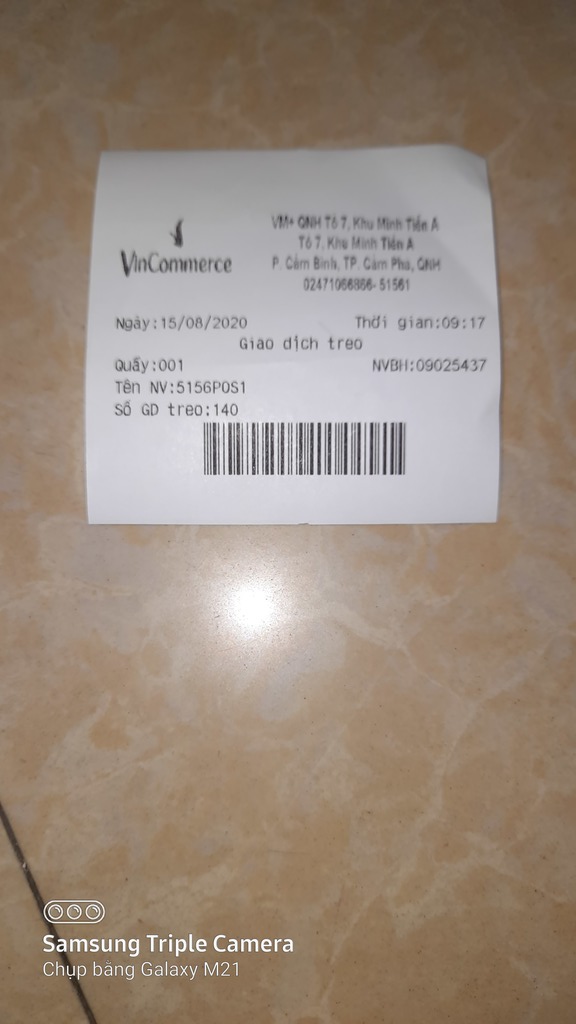 VinCommerce
VM+ QNH Tổ 7, Khu Minh Tiến A
Tổ 7, Khu Minh Tiến A
P. Cẩm Bình, TP. Cẩm Phả, QNH
02471066866- 51561
Ngày:15/08/2020 Thời gian:09:17
Giao dịch treo
Quầy:001 NVBH:09025437
Tên NV:5156POS1
Số GD treo:140
Samsung Triple Camera
Chụp bằng Galaxy M21